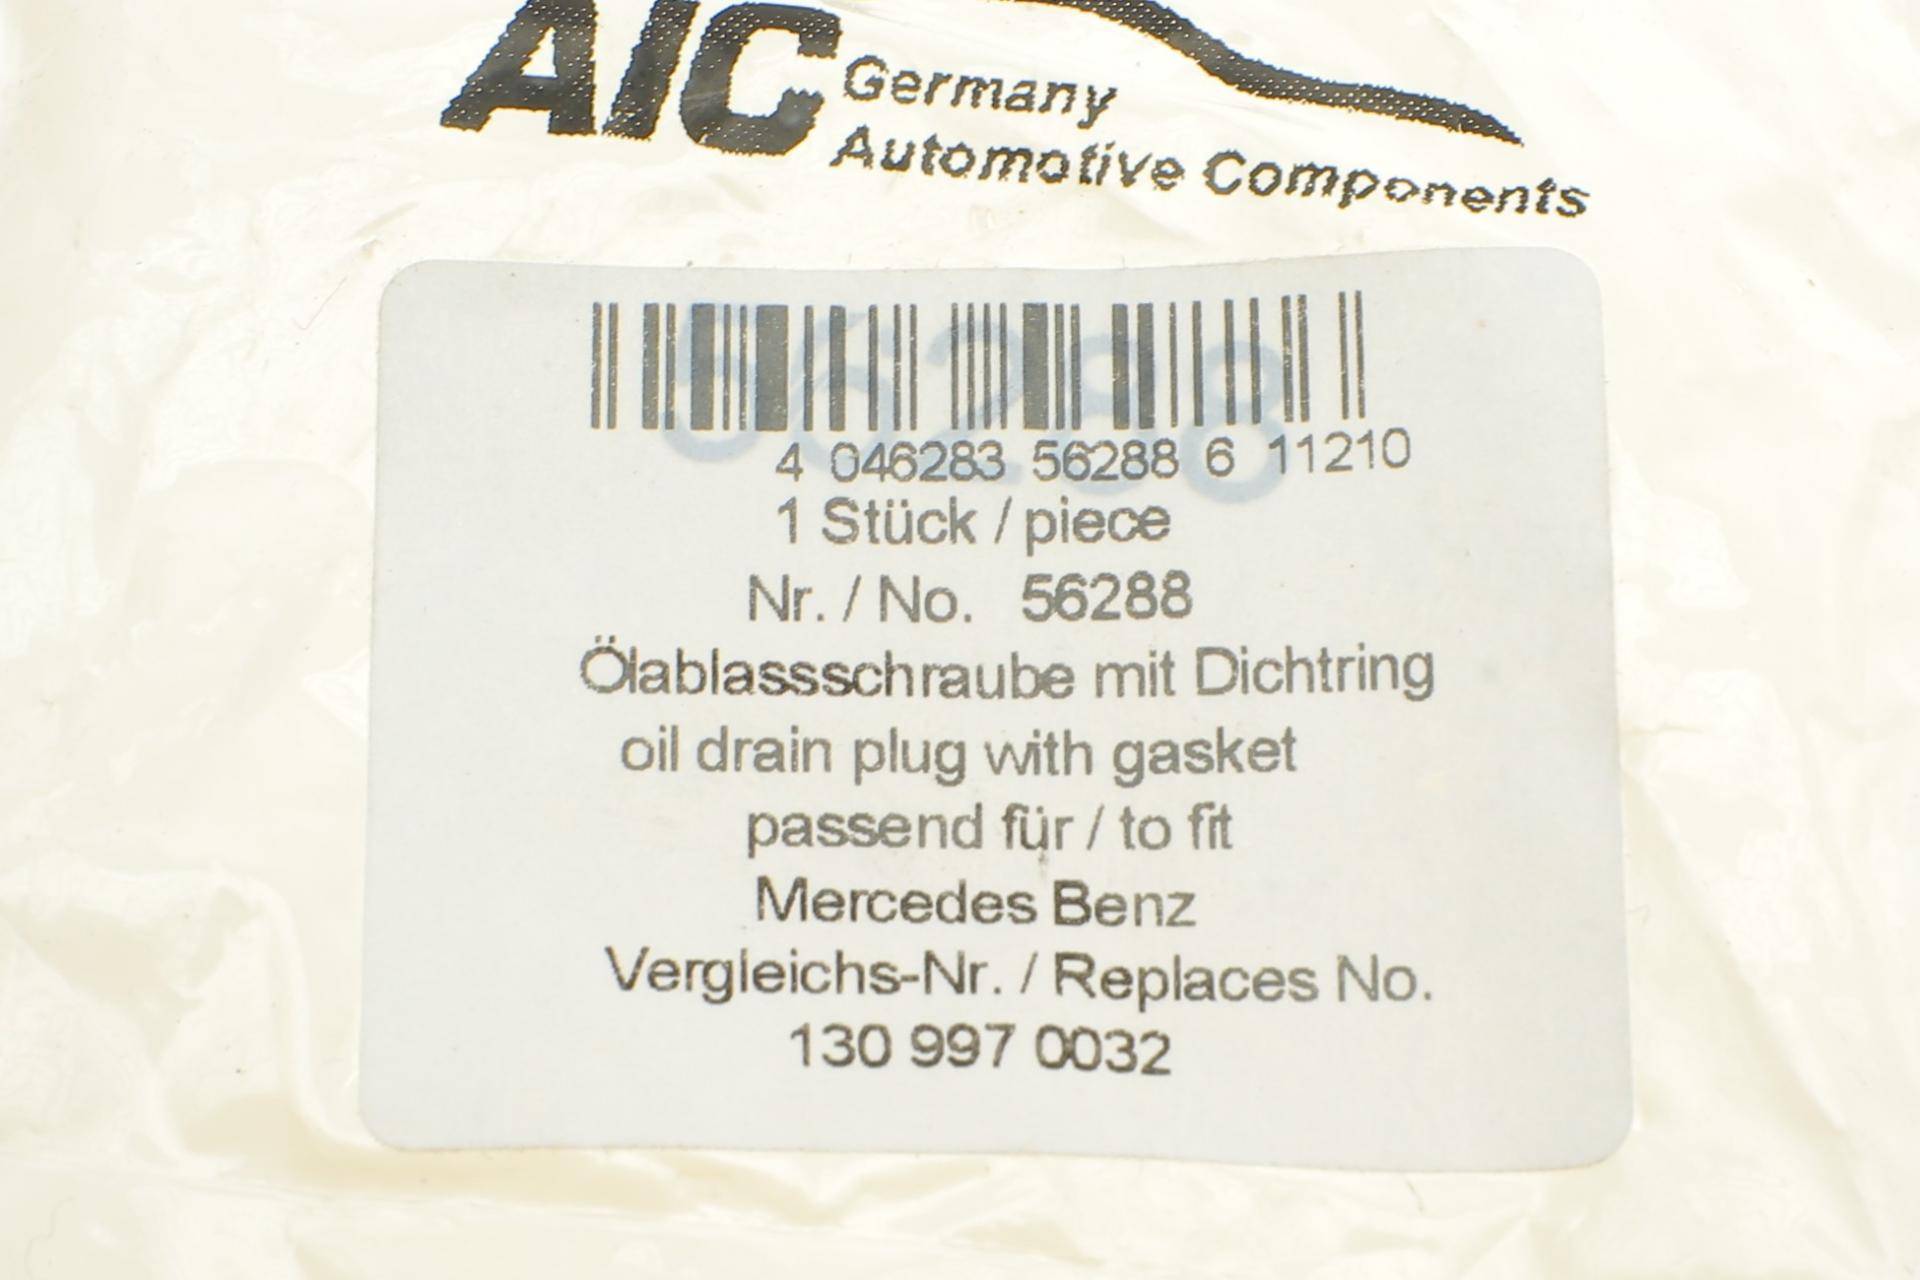 AIC Germany
Automotive Components
56288
4 046283 56288 6 11210
1 Stück / piece
Nr. / No. 56288
Ölablassschraube mit Dichtring
oil drain plug with gasket
passend für / to fit
Mercedes Benz
Vergleichs-Nr. / Replaces No.
130 997 0032